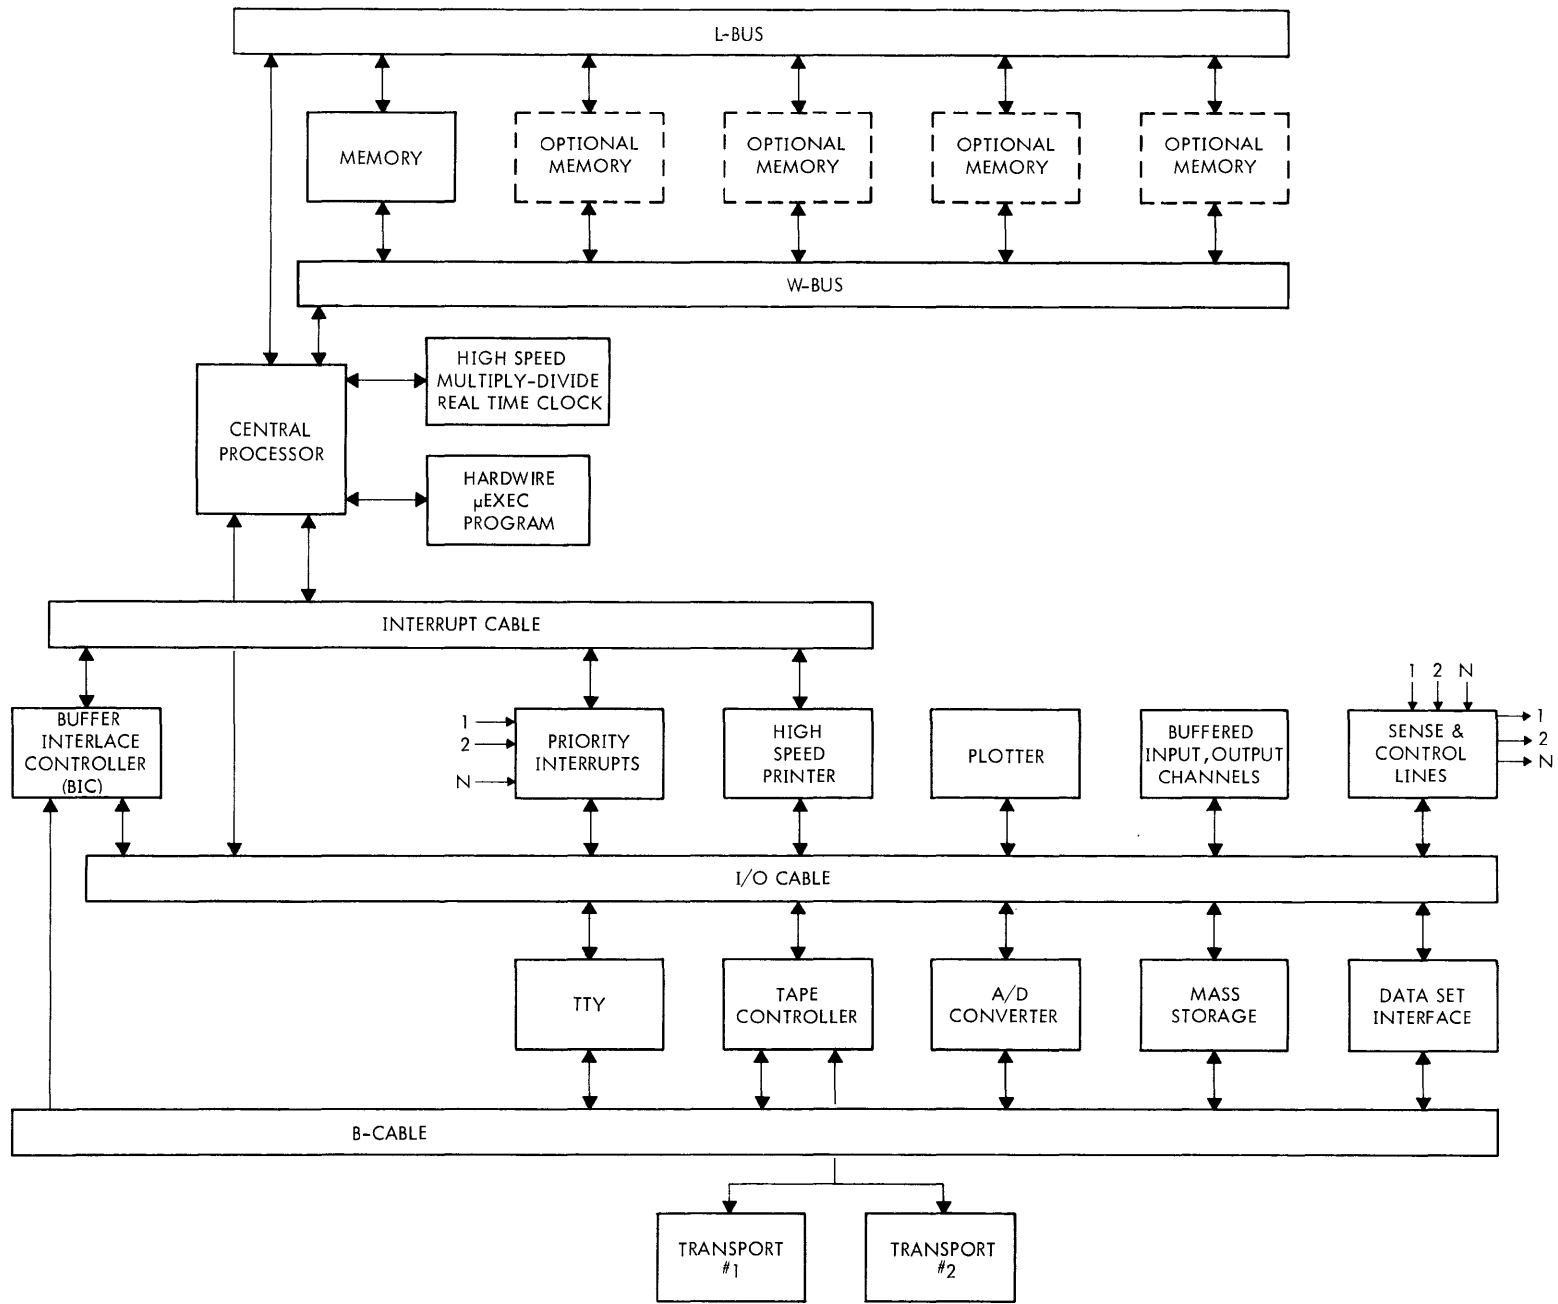 L-BUS
MEMORY
OPTIONAL
MEMORY
OPTIONAL
MEMORY
OPTIONAL
MEMORY
OPTIONAL
MEMORY
W-BUS
HIGH SPEED
MULTIPLY-DIVIDE
REAL TIME CLOCK
CENTRAL
PROCESSOR
HARDWIRE
µEXEC
PROGRAM
INTERRUPT CABLE
BUFFER
INTERLACE
CONTROLLER
(BIC)
1
2
N
PRIORITY
INTERRUPTS
HIGH
SPEED
PRINTER
PLOTTER
BUFFERED
INPUT, OUTPUT
CHANNELS
1 2 N
SENSE &
CONTROL
LINES
1
2
N
I/O CABLE
TTY
TAPE
CONTROLLER
A/D
CONVERTER
MASS
STORAGE
DATA SET
INTERFACE
B-CABLE
TRANSPORT
#1
TRANSPORT
#2